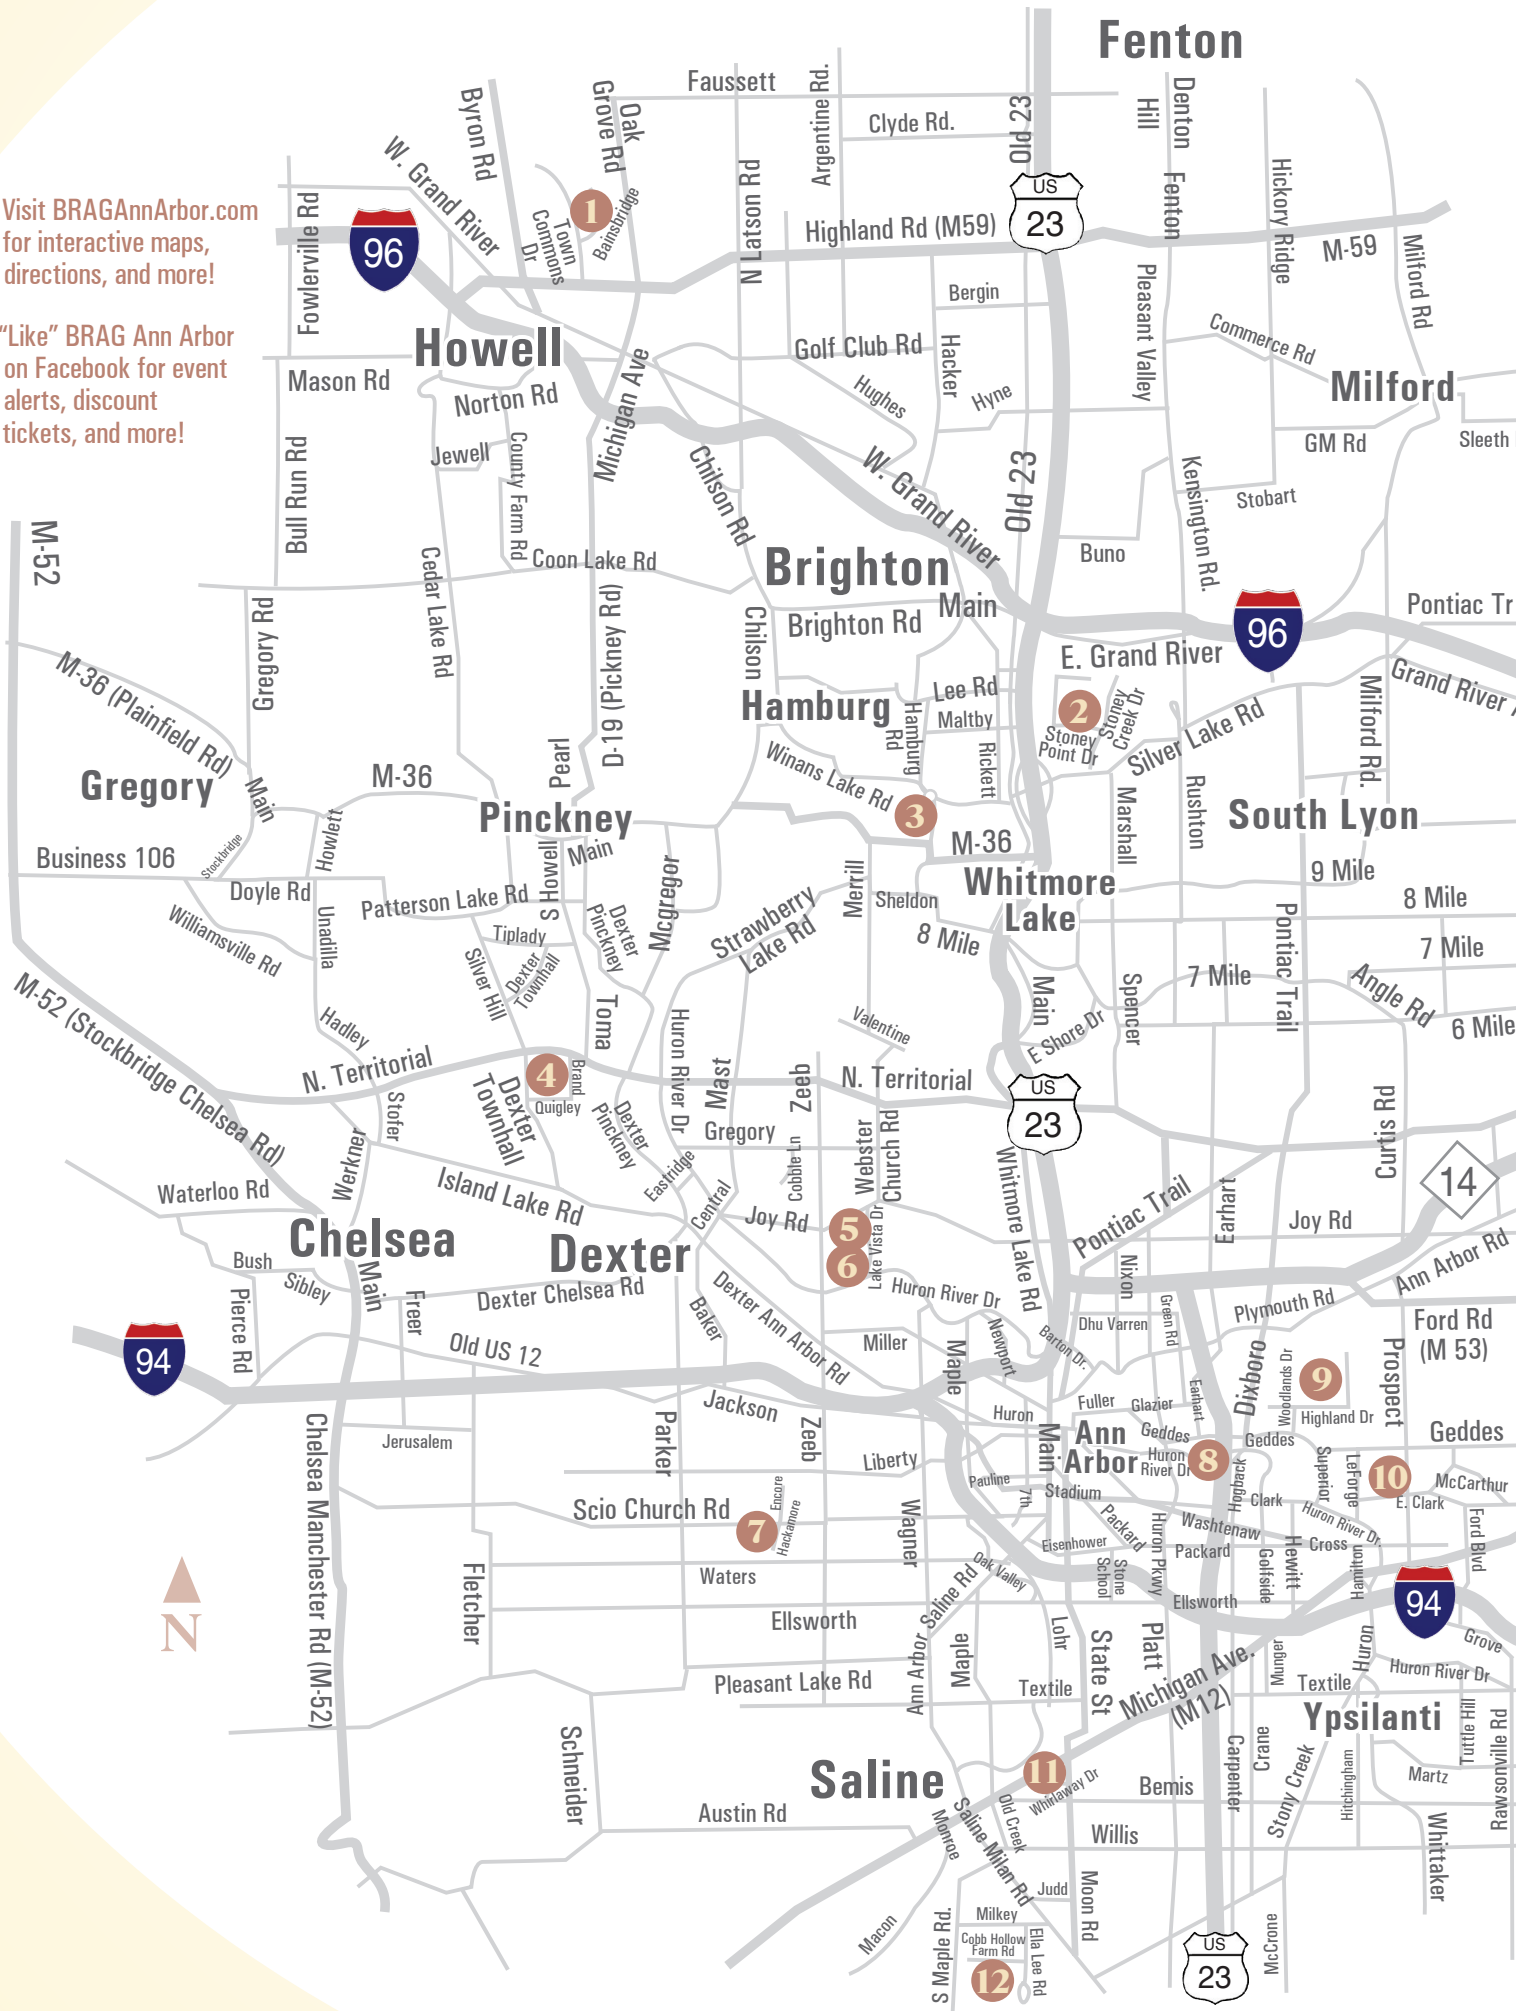 Fenton
Faussett
Argentine Rd.
Clyde Rd.
Old 23
Denton
Hill
Fenton
Byron Rd
Oak
Grove Rd
W. Grand River
Visit BRAGAnnArbor.com
for interactive maps,
directions, and more!
"Like" BRAG Ann Arbor
on Facebook for event
alerts, discount
tickets, and more!
Fowlerville Rd
96
Town
Commons
Dr
1
Bainsbridge
N Latson Rd
Highland Rd (M59)
US
23
Hickory Ridge
M-59
Milford Rd
Bergin
Pleasant Valley
Commerce Rd
Howell
Golf Club Rd
Hacker
Hughes
Hyne
Milford
Mason Rd
Norton Rd
Michigan Ave
Jewell
County Farm Rd
Bull Run Rd
Chilson Rd
W. Grand River
Old 23
GM Rd
Sleeth
Kensington Rd.
Stobart
M-52
Cedar Lake Rd
Coon Lake Rd
Brighton
Buno
Main
Brighton Rd
96
Pontiac Tr
E. Grand River
Grand River
Gregory Rd
D-19 (Pickney Rd)
Chilson
M-36 (Plainfield Rd)
Hamburg
Lee Rd
Maltby
Hamburg
Rd
Rickett
2
Stoney
Point Dr
Stoney
Creek Dr
Silver Lake Rd
Milford Rd.
Winans Lake Rd
3
Pearl
Gregory
Main
M-36
Pinckney
Main
Howlett
Stockbridge
Business 106
M-36
Marshall
Rushton
South Lyon
9 Mile
Whitmore
Lake
Doyle Rd
Patterson Lake Rd
S Howell
Mcgregor
Merrill
Sheldon
8 Mile
8 Mile
Williamsville Rd
Unadilla
Tiplady
Dexter
Pinckney
Strawberry
Lake Rd
Pontiac Trail
7 Mile
7 Mile
Silver Hill
Dexter
Townhall
Angle Rd
6 Mile
M-52 (Stockbridge Chelsea Rd)
Hadley
Toma
Huron River Dr
Valentine
Main
E Shore Dr
Spencer
N. Territorial
4
Brand
Quigley
Mast
Zeeb
N. Territorial
US
23
Stofer
Dexter
Townhall
Dexter
Pinckney
Gregory
Cobble Ln
Webster
Church Rd
Curtis Rd
Werkner
Island Lake Rd
Eastridge
Central
Whitmore Lake Rd
14
Waterloo Rd
Chelsea
Dexter
Joy Rd
5
6
Lake Vista Dr
Pontiac Trail
Earhart
Joy Rd
Ann Arbor Rd
Bush
Sibley
Main
Freer
Dexter Chelsea Rd
Baker
Dexter Ann Arbor Rd
Huron River Dr
Nixon
Green Rd
Plymouth Rd
Ford Rd
(M 53)
Pierce Rd
94
Old US 12
Miller
Maple
Newport
Barton Dr.
Dhu Varren
Dixboro
Woodlands Dr
9
Highland Dr
Prospect
Jackson
Parker
Zeeb
Huron
Main
Fuller
Glazier
Earhart
Ann
Arbor
Geddes
Huron
River Dr
8
Geddes
Geddes
Chelsea Manchester Rd (M-52)
Jerusalem
Liberty
Pauline
7th
Stadium
Hogback
Superior
LeForge
10
McCarthur
E. Clark
Clark
Scio Church Rd
7
Encore
Hackamore
Wagner
Packard
Huron Pkwy
Washtenaw
Huron River Dr.
Ford Blvd
N
Fletcher
Waters
Oak Valley
Eisenhower
Stone
School
Packard
Golfside
Hewitt
Cross
Hamilton
94
Ellsworth
Ellsworth
Ann Arbor Saline Rd
Maple
Lohr
State St
Platt
Michigan Ave.
(M12)
Munger
Huron
Grove
Huron River Dr
Pleasant Lake Rd
Textile
Textile
Ypsilanti
Tuttle Hill
Rawsonville Rd
Schneider
Saline
11
Whirlaway Dr
Bemis
Carpenter
Crane
Stony Creek
Hitchingham
Martz
Whittaker
Austin Rd
Monroe
Saline Milan Rd
Old Creek
Willis
Judd
Moon Rd
Macon
S Maple Rd.
Milkey
Cobb Hollow
Farm Rd
12
Ella Lee Rd
US
23
McCrone